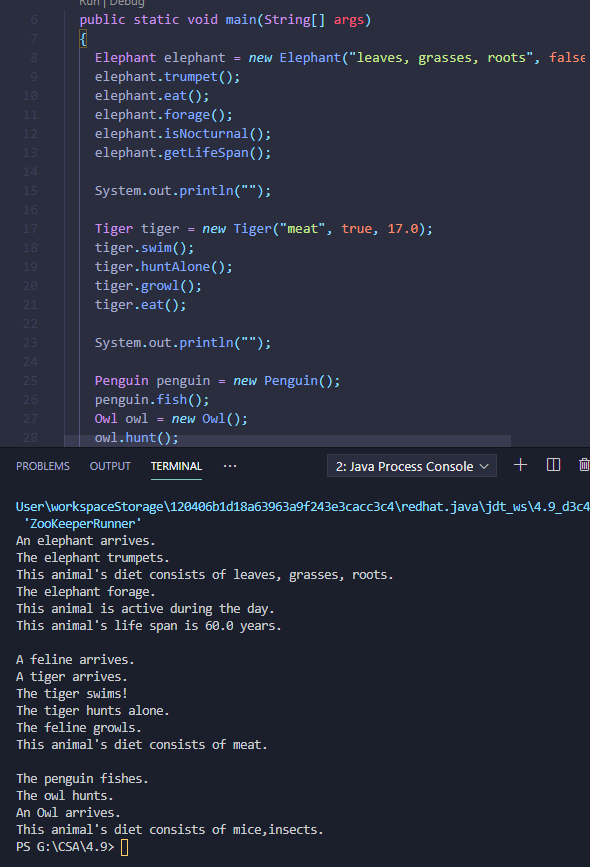 Run | Debug
6 public static void main(String[] args)
7 {
8 Elephant elephant = new Elephant("leaves, grasses, roots", false
9 elephant.trumpet();
10 elephant.eat();
11 elephant.forage();
12 elephant.isNocturnal();
13 elephant.getLifeSpan();
14
15 System.out.println("");
16
17 Tiger tiger = new Tiger("meat", true, 17.0);
18 tiger.swim();
19 tiger.huntAlone();
20 tiger.growl();
21 tiger.eat();
22
23 System.out.println("");
24
25 Penguin penguin = new Penguin();
26 penguin.fish();
27 Owl owl = new Owl();
28 owl.hunt();
PROBLEMS OUTPUT TERMINAL ... 2: Java Process Console
User\workspaceStorage\120406b1d18a63963a9f243e3cacc3c4\redhat.java\jdt_ws\4.9_d3c4
'ZooKeeperRunner'
An elephant arrives.
The elephant trumpets.
This animal's diet consists of leaves, grasses, roots.
The elephant forage.
This animal is active during the day.
This animal's life span is 60.0 years.
A feline arrives.
A tiger arrives.
The tiger swims!
The tiger hunts alone.
The feline growls.
This animal's diet consists of meat.
The penguin fishes.
The owl hunts.
An Owl arrives.
This animal's diet consists of mice,insects.
PS G:\CSA\4.9>